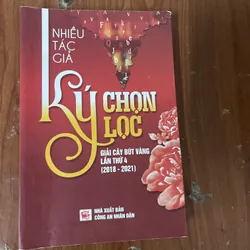 NHIỀU
TÁC
GIẢ
Ký CHỌN
LỌC
GIẢI CÂY BÚT VÀNG
LẦN THỨ 4
(2018 - 2021)
NHÀ XUẤT BẢN
CÔNG AN NHÂN DÂN